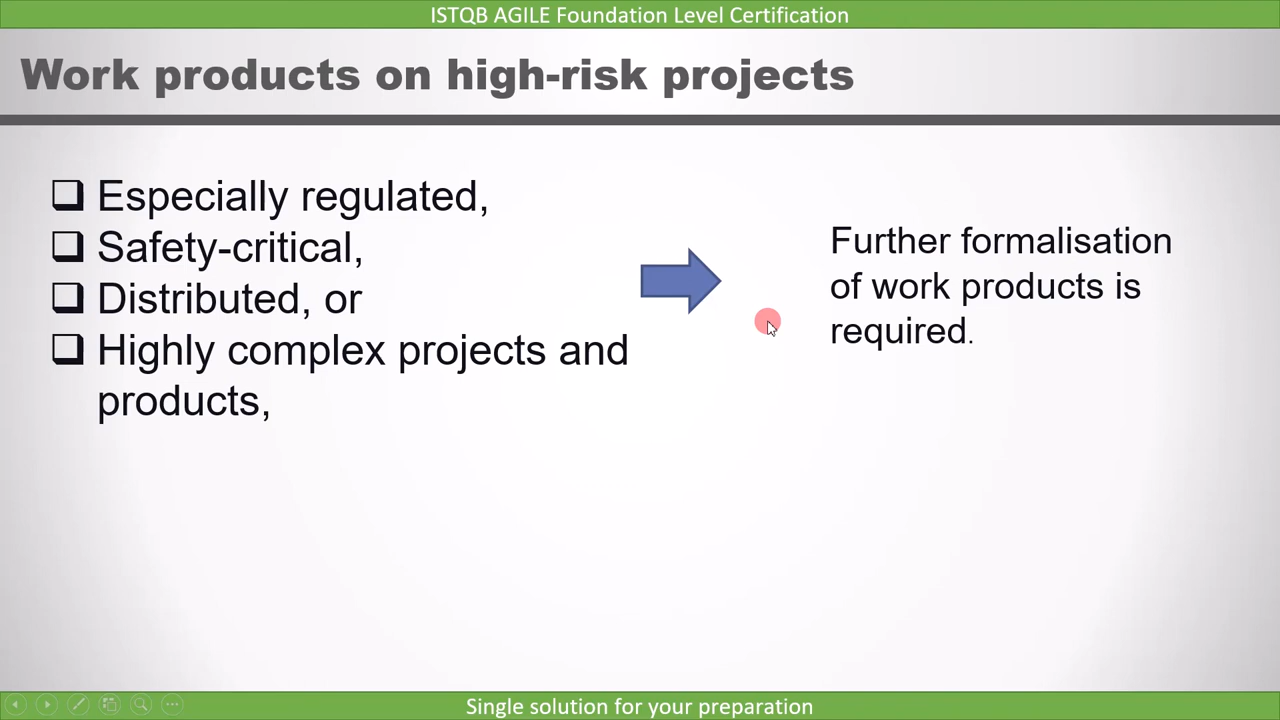 ISTQB AGILE Foundation Level Certification
Work products on high-risk projects
Especially regulated,
Safety-critical,
Distributed, or
Highly complex projects and
products,
Further formalisation
of work products is
required.
Single solution for your preparation